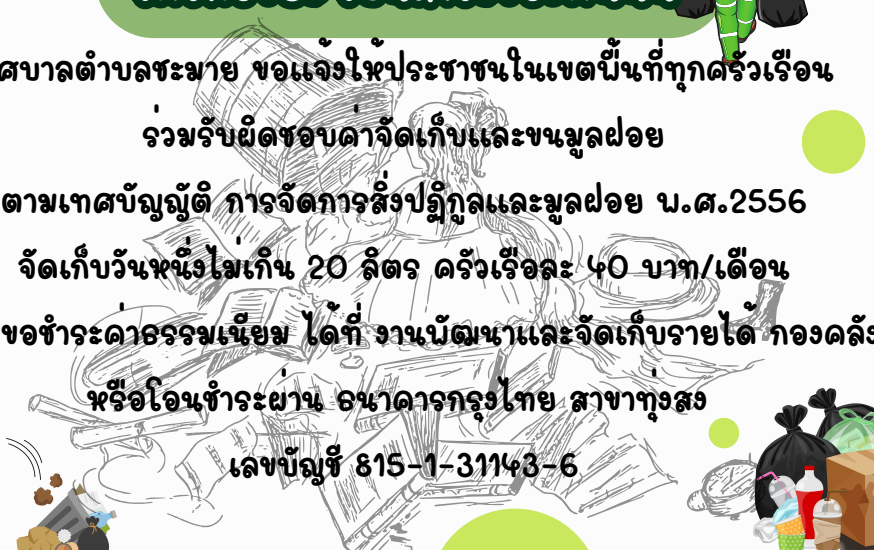 ศบาลตำบลชะมาย ขอแจ้งให้ประชาชนในเขตพื้นที่ทุกครัวเรือน
ร่วมรับผิดชอบค่าจัดเก็บและขนมูลฝอย
ตามเทศบัญญัติ การจัดการสิ่งปฏิกูลและมูลฝอย พ.ศ.2556
จัดเก็บวันหนึ่งไม่เกิน 20 ลิตร ครัวเรือละ 40 บาท/เดือน
ขอชำระค่าธรรมเนียม ได้ที่ งานพัฒนาและจัดเก็บรายได้ กองคลัง
หรือโอนชำระผ่าน ธนาคารกรุงไทย สาขาทุ่งสง
เลขบัญชี 815-1-31143-6